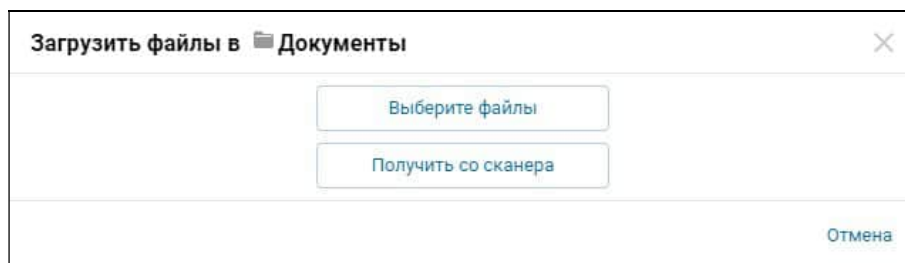 Загрузить файлы в Документы
Выберите файлы
Получить со сканера
Отмена